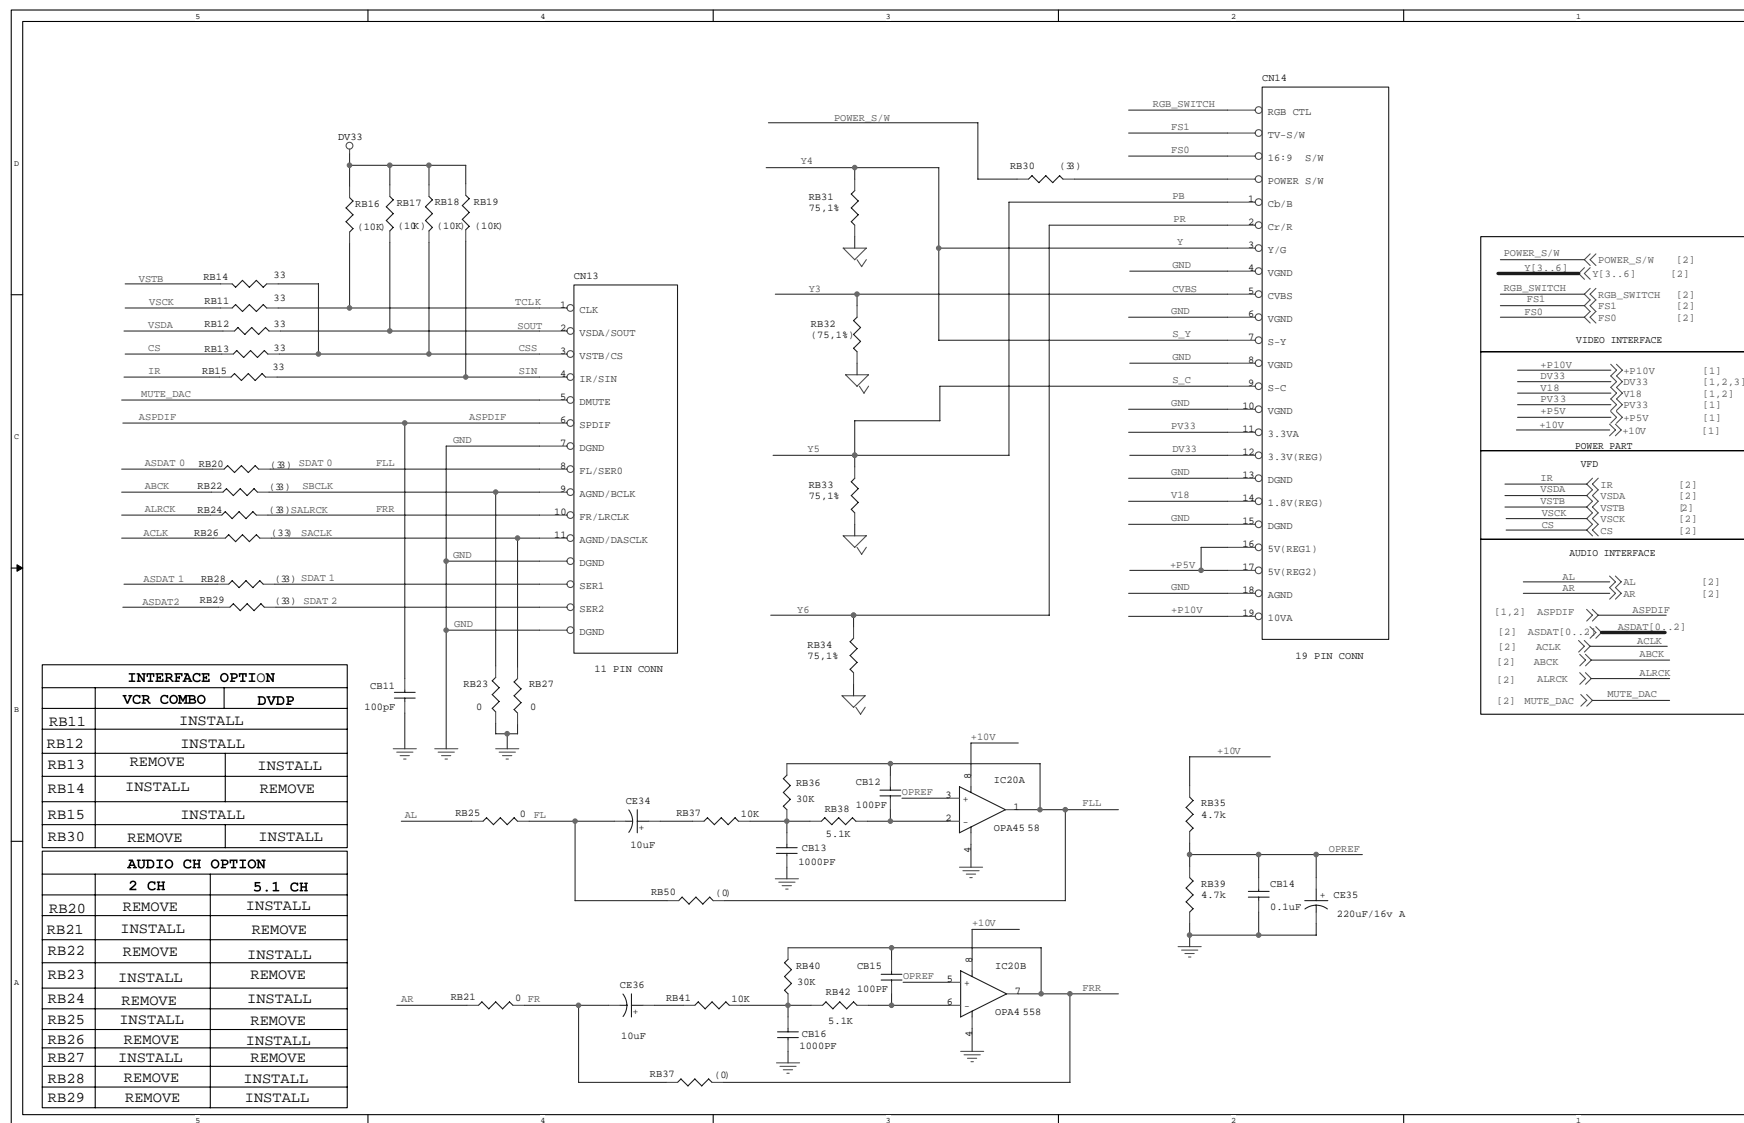 5 4 3 2 1
D
C
B
A
DV33
RB16 RB17 RB18 RB19
(10K) (10K) (10K) (10K)
VSTB RB14 33
VSCK RB11 33 TCLK 1 CLK
VSDA RB12 33 SOUT 2 VSDA/SOUT
CS RB13 33 CSS 3 VSTB/CS
IR RB15 33 SIN 4 IR/SIN
MUTE_DAC 5 DMUTE
ASPDIF ASPDIF 6 SPDIF
GND 7 DGND
ASDAT0 RB20 (33) SDAT0 FLL 8 FL/SER0
ABCK RB22 (33) SBCLK 9 AGND/BCLK
ALRCK RB24 (33) SALRCK FRR 10 FR/LRCLK
ACLK RB26 (33) SACLK 11 AGND/DASCLK
GND DGND
ASDAT1 RB28 (33) SDAT1 SER1
ASDAT2 RB29 (33) SDAT2 SER2
GND DGND
CN13
11 PIN CONN
CB11
100pF
RB23
0
RB27
0
POWER_S/W
RB30 (33)
Y4
RB31
75,1%
Y3
RB32
(75,1%)
Y5
RB33
75,1%
Y6
RB34
75,1%
CN14
RGB_SWITCH RGB CTL
FS1 TV-S/W
FS0 16:9 S/W
POWER S/W
PB 1 Cb/B
PR 2 Cr/R
Y 3 Y/G
GND 4 VGND
CVBS 5 CVBS
GND 6 VGND
S_Y 7 S-Y
GND 8 VGND
S_C 9 S-C
GND 10 VGND
PV33 11 3.3VA
DV33 12 3.3V(REG)
GND 13 DGND
V18 14 1.8V(REG)
GND 15 DGND
16 5V(REG1)
+P5V 17 5V(REG2)
GND 18 AGND
+P10V 19 10VA
19 PIN CONN
POWER_S/W POWER_S/W [2]
Y[3..6] Y[3..6] [2]
RGB_SWITCH RGB_SWITCH [2]
FS1 FS1 [2]
FS0 FS0 [2]
VIDEO INTERFACE
+P10V +P10V [1]
DV33 DV33 [1,2,3]
V18 V18 [1,2]
PV33 PV33 [1]
+P5V +P5V [1]
+10V +10V [1]
POWER PART
VFD
IR IR [2]
VSDA VSDA [2]
VSTB VSTB [2]
VSCK VSCK [2]
CS CS [2]
AUDIO INTERFACE
AL AL [2]
AR AR [2]
[1,2] ASPDIF ASPDIF
[2] ASDAT[0..2] ASDAT[0..2]
[2] ACLK ACLK
[2] ABCK ABCK
[2] ALRCK ALRCK
[2] MUTE_DAC MUTE_DAC
INTERFACE OPTION
VCR COMBO DVDP
RB11 INSTALL
RB12 INSTALL
RB13 REMOVE INSTALL
RB14 INSTALL REMOVE
RB15 INSTALL
RB30 REMOVE INSTALL
AUDIO CH OPTION
2 CH 5.1 CH
RB20 REMOVE INSTALL
RB21 INSTALL REMOVE
RB22 REMOVE INSTALL
RB23 INSTALL REMOVE
RB24 REMOVE INSTALL
RB25 INSTALL REMOVE
RB26 REMOVE INSTALL
RB27 INSTALL REMOVE
RB28 REMOVE INSTALL
RB29 REMOVE INSTALL
AL RB25 0 FL
CE34
10uF
RB37 10K
RB36
30K
CB13
1000PF
RB38
5.1K
CB12
100PF
OPREF 3
2
+
-
+10V
8
4
1
IC20A
OPA4558
FLL
RB50 (0)
AR RB21 0 FR
CE36
10uF
RB41 10K
RB40
30K
CB16
1000PF
RB42
5.1K
CB15
100PF
OPREF 5
6
+
-
+10V
8
4
7
IC20B
OPA4558
FRR
RB37 (0)
+10V
RB35
4.7k
OPREF
RB39
4.7k
CB14
0.1uF
+
CE35
220uF/16v A
5 4 3 2 1